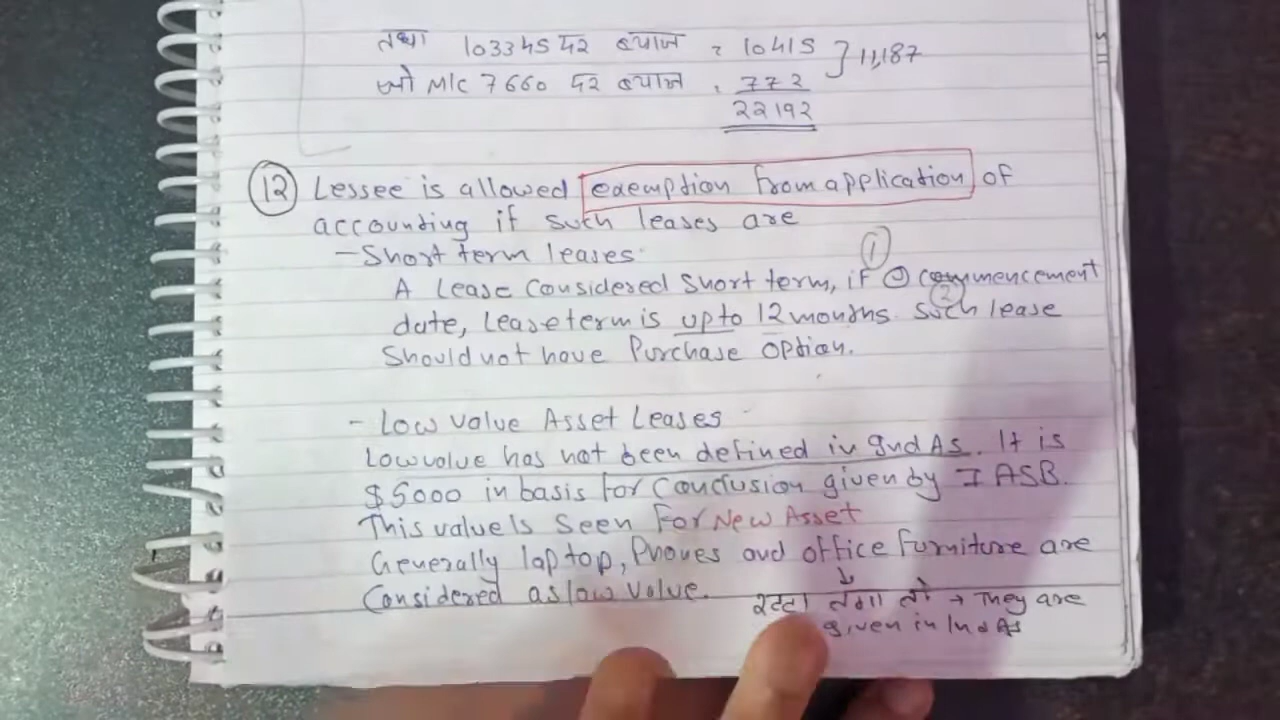 तथा 103345 पर ब्याज = 10415 } 11,187
ओ M/C 7660 पर ब्याज = 772
22192
(12) Lessee is allowed exemption from application of
accounting if such leases are
- Short term leases.
(1)
A Lease considered Short term, if @ commencement
(2)
date, Lease term is upto 12 months. Such lease
Should not have Purchase Option.
- Low value Asset Leases -
Low value has not been defined in Ind As. It is
$5000 in basis for Conclusion given by IASB.
This value Is Seen For New Asset
Generally laptop, Phones and office Furniture are
Considered as low value.
रट्टा लगा लो → They are
given in Ind As